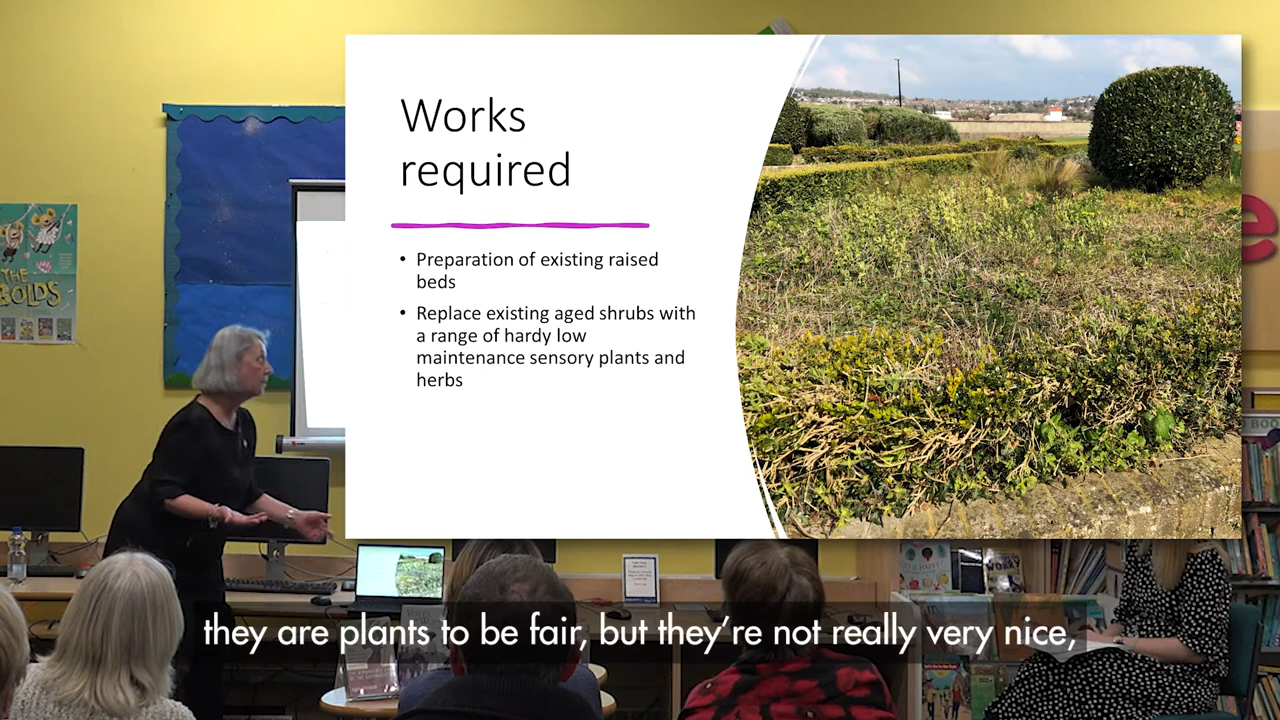 Works
required
• Preparation of existing raised
beds
• Replace existing aged shrubs with
a range of hardy low
maintenance sensory plants and
herbs
THE
BOLDS
they are plants to be fair, but they're not really very nice,